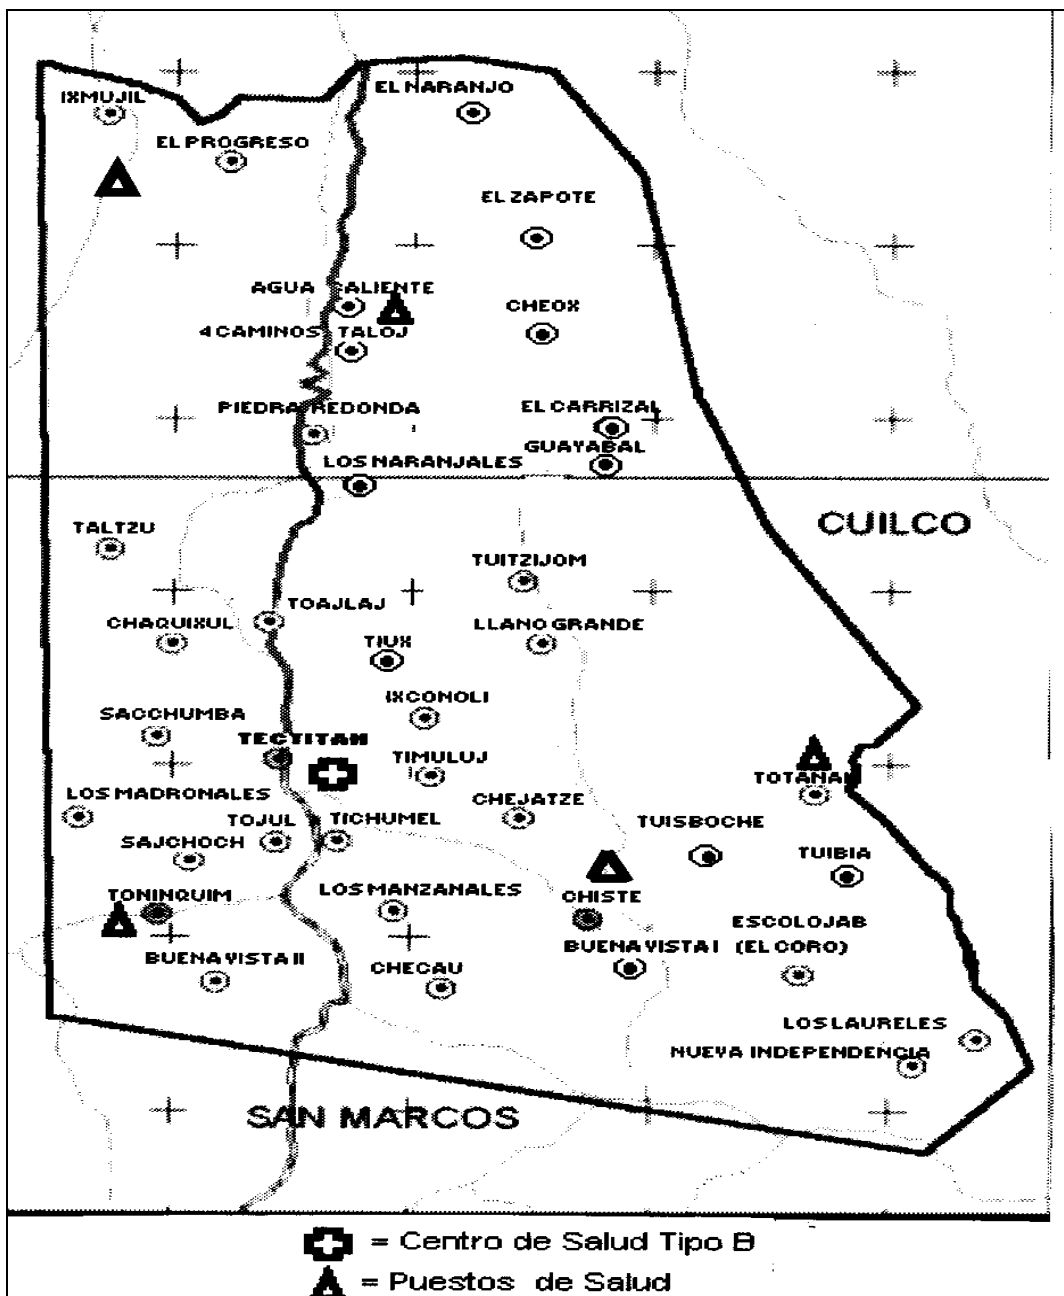 EL NARANJO
IXMUJIL
EL PROGRESO
EL ZAPOTE
AGUA CALIENTE
CHEOX
4 CAMINOS TALOJ
PIEDRA REDONDA
EL CARRIZAL
GUAYABAL
LOS NARANJALES
TALTZU
CUILCO
TUITZIJOM
TOAJLAJ
CHAQUIXUL
LLANO GRANDE
TIUX
IXCONOLI
SACCHUMBA
TECTITAN
TIMULUJ
TOTANAM
LOS MADRONALES
CHEJATZE
TOJUL
TICHUMEL
TUISBOCHE
SAJCHOCH
TUIBIA
TONINQUIM
LOS MANZANALES
CHISTE
ESCOLOJAB
BUENA VISTA I (EL CORO)
BUENA VISTA II
CHECAU
LOS LAURELES
NUEVA INDEPENDENCIA
SAN MARCOS
= Centro de Salud Tipo B
= Puestos de Salud